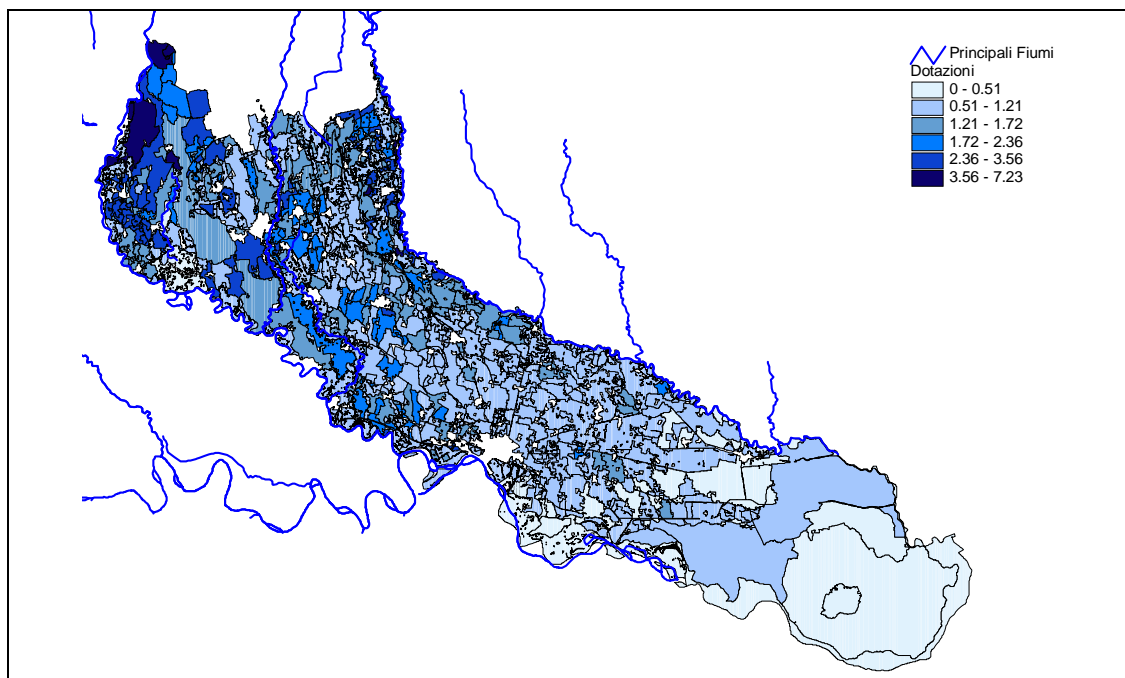 Principali Fiumi
Dotazioni
0 - 0.51
0.51 - 1.21
1.21 - 1.72
1.72 - 2.36
2.36 - 3.56
3.56 - 7.23